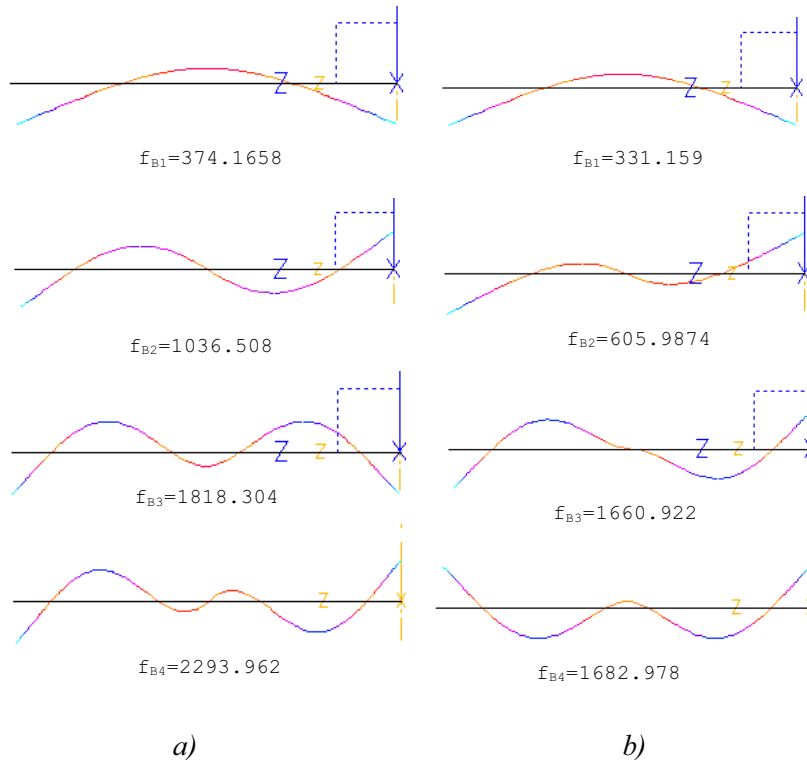 Z Z X
f_B1=374.1658
Z Z X
f_B1=331.159
Z Z X
f_B2=1036.508
Z Z X
f_B2=605.9874
Z Z X
f_B3=1818.304
Z Z X
f_B3=1660.922
Z X
f_B4=2293.962
Z X
f_B4=1682.978
a)
b)